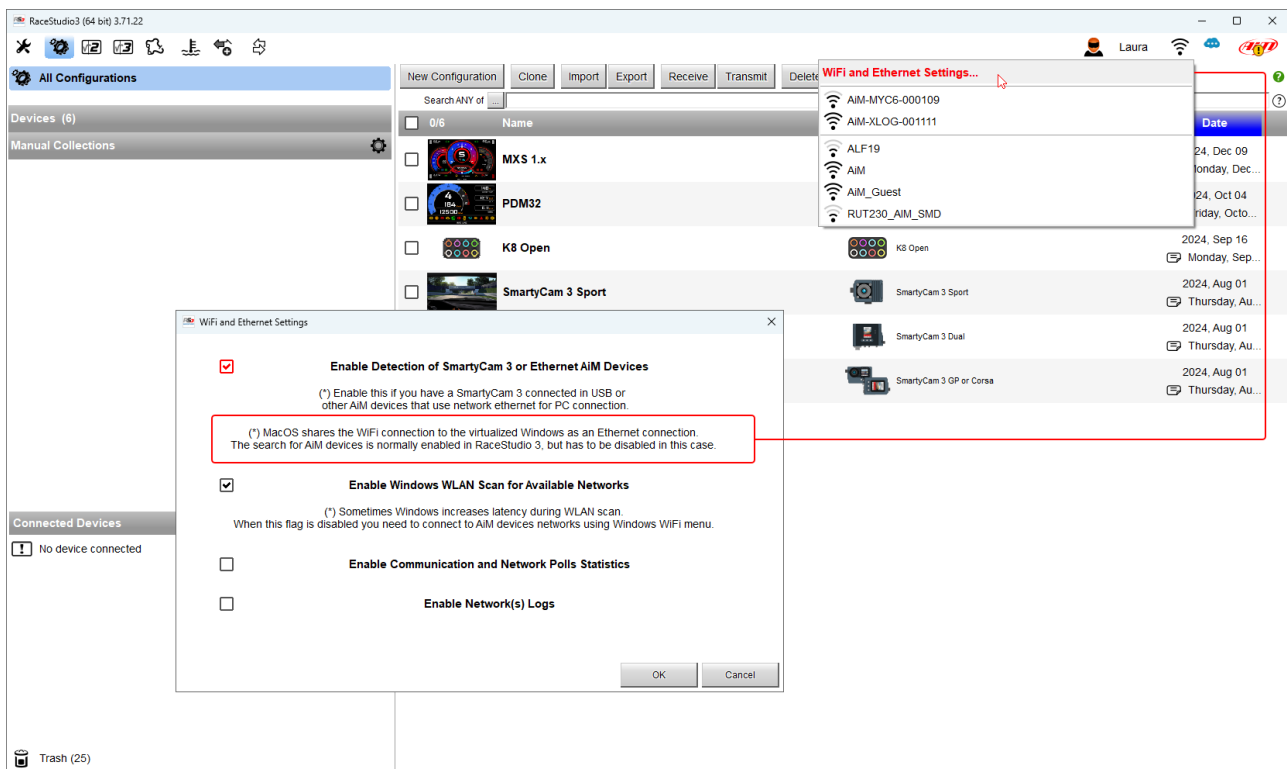 RaceStudio3 (64 bit) 3.71.22
Laura
All Configurations
New Configuration Clone Import Export Receive Transmit Delete
WiFi and Ethernet Settings...
Search ANY of ...
AiM-MYC6-000109
AiM-XLOG-001111
ALF19
AiM
AiM_Guest
RUT230_AIM_SMD
Devices (6)
Manual Collections
0/6 Name Date
MXS 1.x
24, Dec 09
onday, Dec...
PDM32
24, Oct 04
riday, Octo...
K8 Open
K8 Open
2024, Sep 16
Monday, Sep...
SmartyCam 3 Sport
SmartyCam 3 Sport
2024, Aug 01
Thursday, Au...
SmartyCam 3 Dual
2024, Aug 01
Thursday, Au...
SmartyCam 3 GP or Corsa
2024, Aug 01
Thursday, Au...
WiFi and Ethernet Settings
Enable Detection of SmartyCam 3 or Ethernet AiM Devices
(*) Enable this if you have a SmartyCam 3 connected in USB or
other AiM devices that use network ethernet for PC connection.
(*) MacOS shares the WiFi connection to the virtualized Windows as an Ethernet connection.
The search for AiM devices is normally enabled in RaceStudio 3, but has to be disabled in this case.
Enable Windows WLAN Scan for Available Networks
(*) Sometimes Windows increases latency during WLAN scan.
When this flag is disabled you need to connect to AiM devices networks using Windows WiFi menu.
Enable Communication and Network Polls Statistics
Enable Network(s) Logs
OK Cancel
Connected Devices
No device connected
Trash (25)